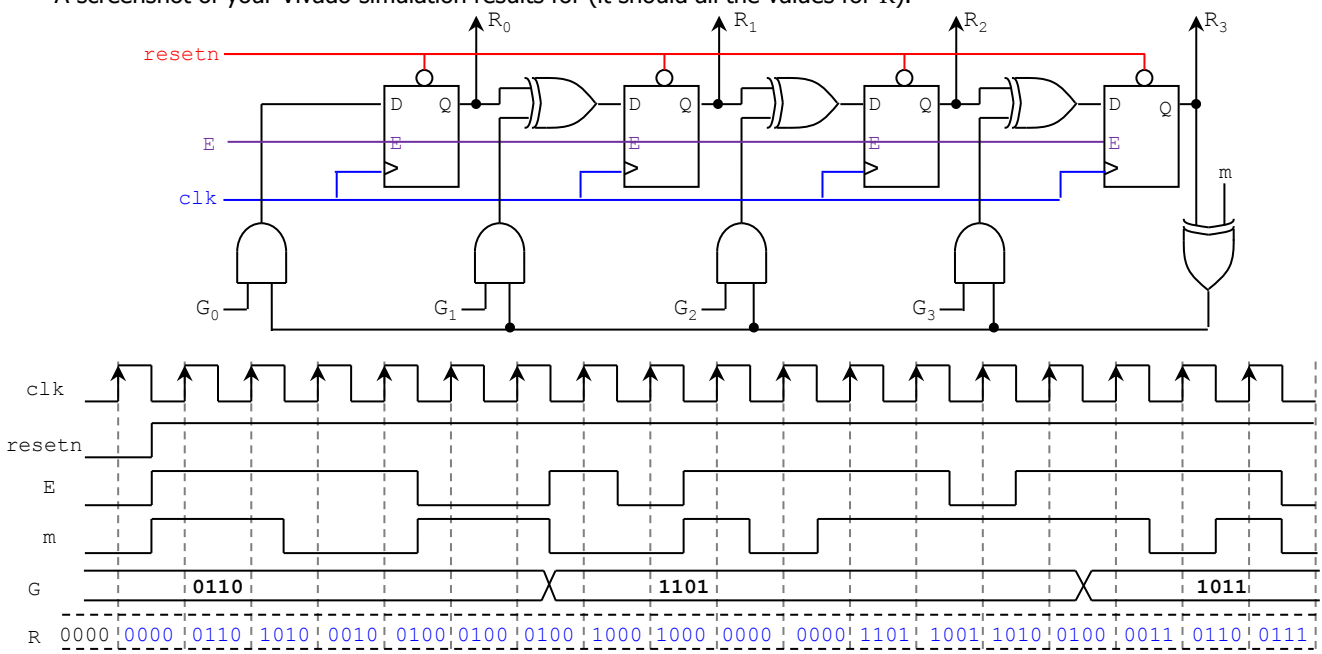 A screenshot of your Vivado simulation results for (it should all the values for R).
R0 R1 R2 R3
resetn
D Q D Q D Q D Q
E E E E E
m
clk
G0 G1 G2 G3
clk
resetn
E
m
G 0110 1101 1011
R 0000 0000 0110 1010 0010 0100 0100 0100 1000 1000 0000 0000 1101 1001 1010 0100 0011 0110 0111